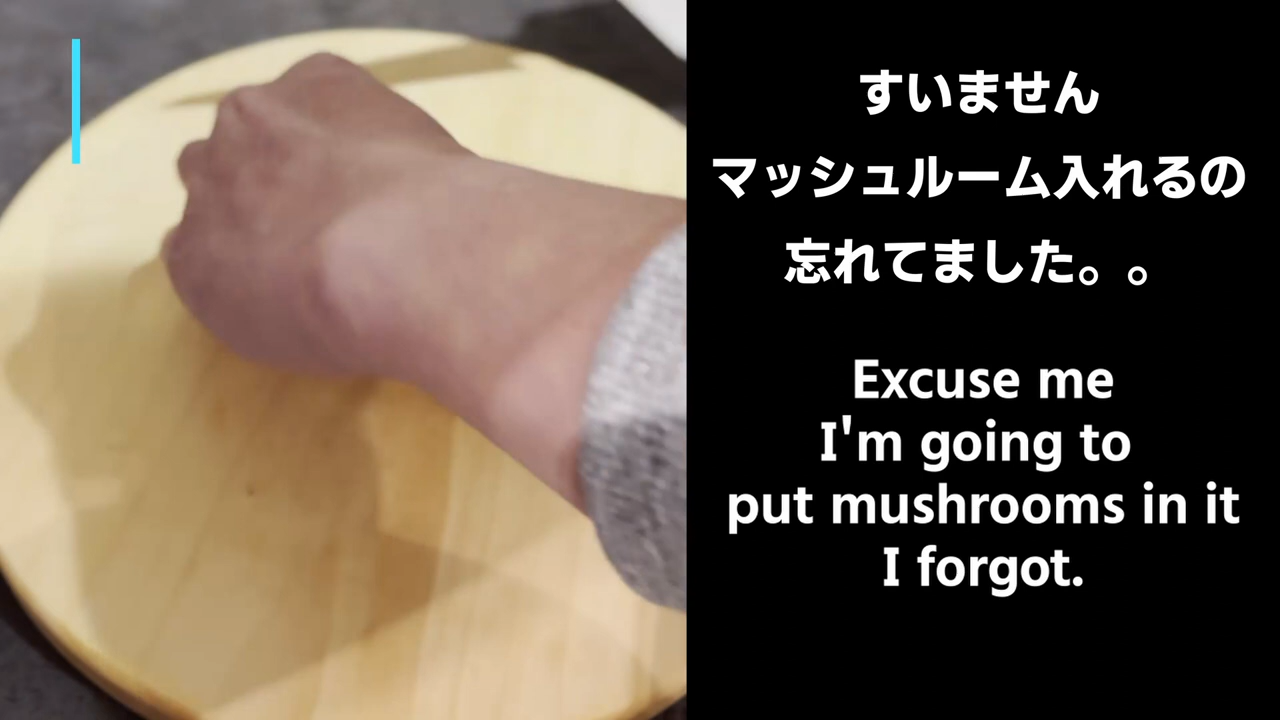 すいません
マッシュルーム入れるの
忘れてました。。
Excuse me
I'm going to
put mushrooms in it
I forgot.